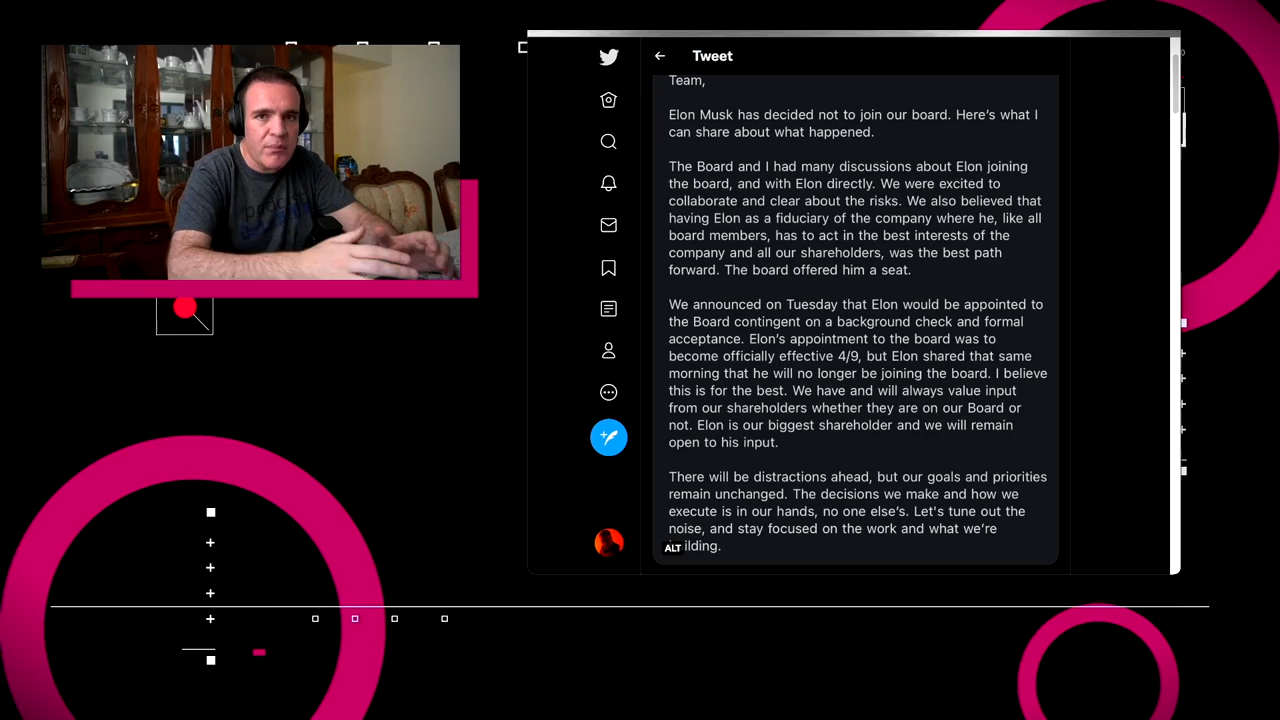 Tweet
Team,
Elon Musk has decided not to join our board. Here's what I
can share about what happened.
The Board and I had many discussions about Elon joining
the board, and with Elon directly. We were excited to
collaborate and clear about the risks. We also believed that
having Elon as a fiduciary of the company where he, like all
board members, has to act in the best interests of the
company and all our shareholders, was the best path
forward. The board offered him a seat.
We announced on Tuesday that Elon would be appointed to
the Board contingent on a background check and formal
acceptance. Elon's appointment to the board was to
become officially effective 4/9, but Elon shared that same
morning that he will no longer be joining the board. I believe
this is for the best. We have and will always value input
from our shareholders whether they are on our Board or
not. Elon is our biggest shareholder and we will remain
open to his input.
There will be distractions ahead, but our goals and priorities
remain unchanged. The decisions we make and how we
execute is in our hands, no one else's. Let's tune out the
noise, and stay focused on the work and what we're
ALT ilding.